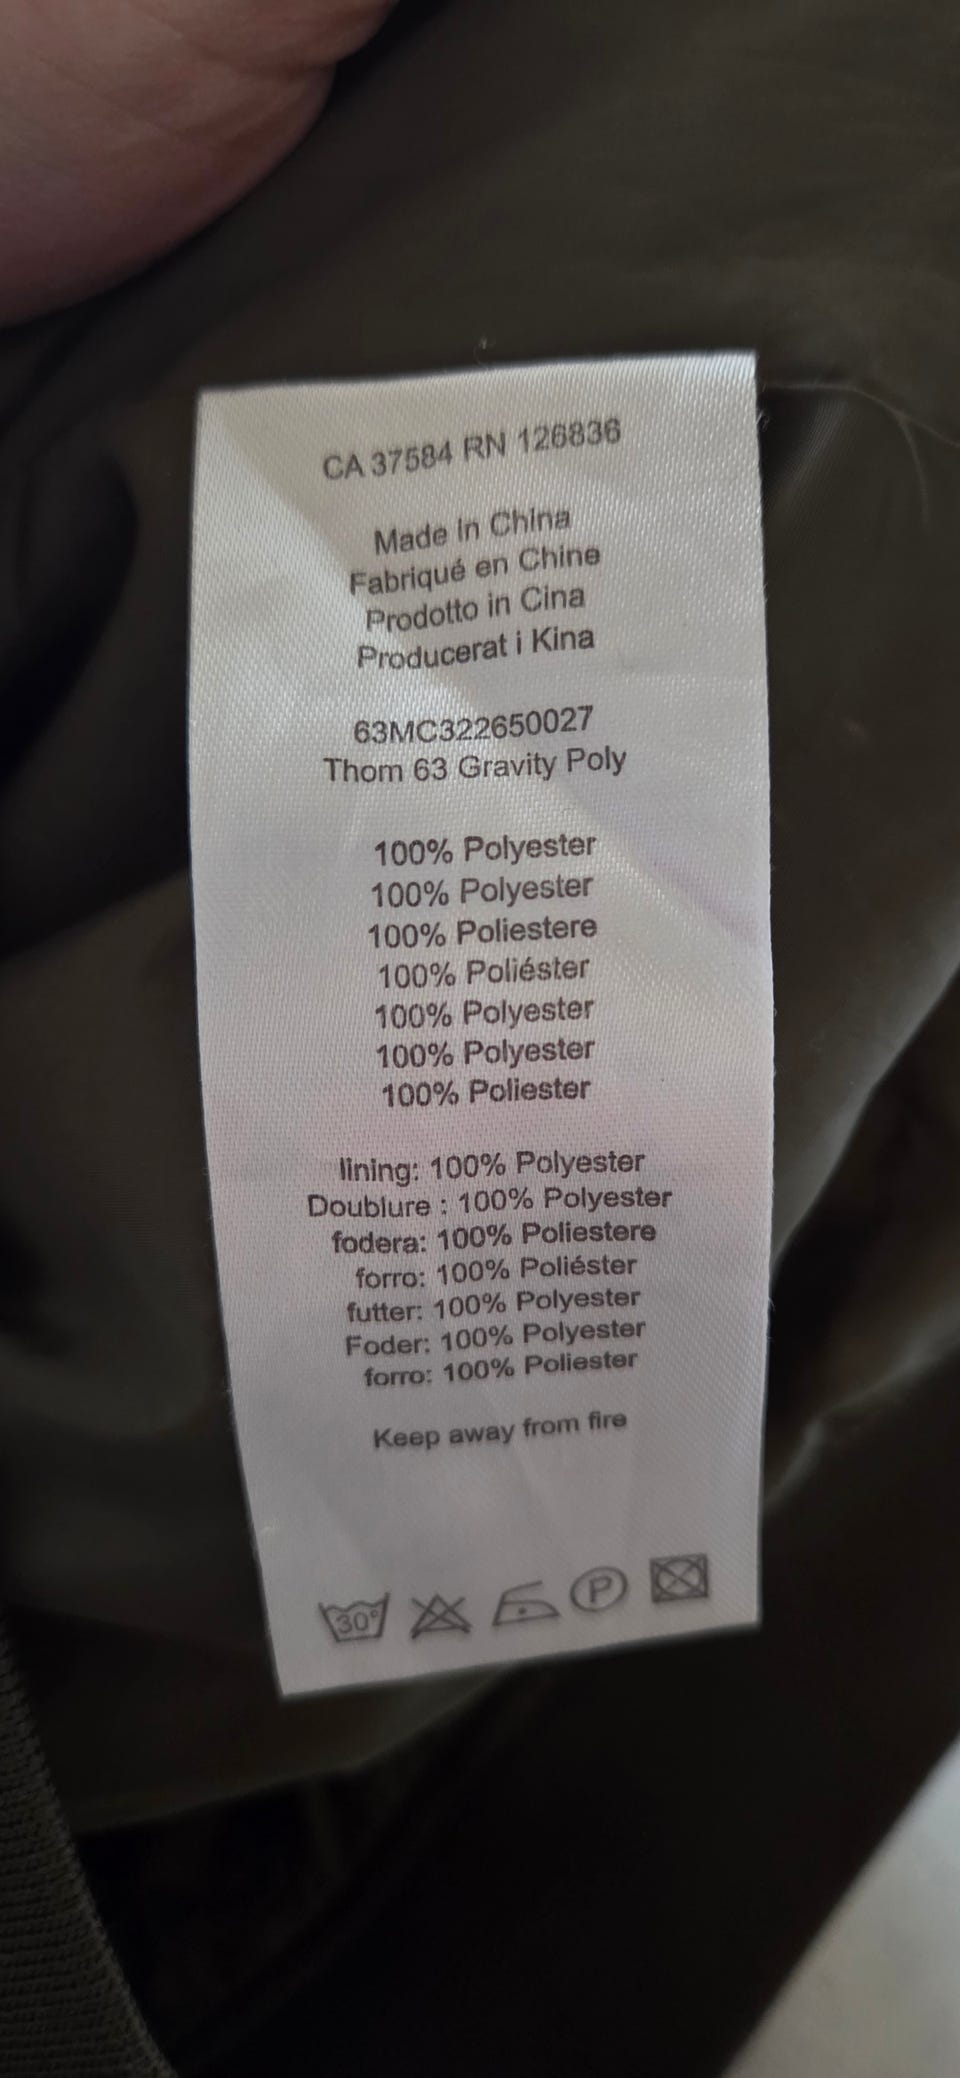 CA 37584 RN 126836
Made in China
Fabriqué en Chine
Prodotto in Cina
Producerat i Kina
63MC322650027
Thom 63 Gravity Poly
100% Polyester
100% Polyester
100% Poliestere
100% Poliéster
100% Polyester
100% Polyester
100% Poliester
lining: 100% Polyester
Doublure : 100% Polyester
fodera: 100% Poliestere
forro: 100% Poliéster
futter: 100% Polyester
Foder: 100% Polyester
forro: 100% Poliester
Keep away from fire
30° P